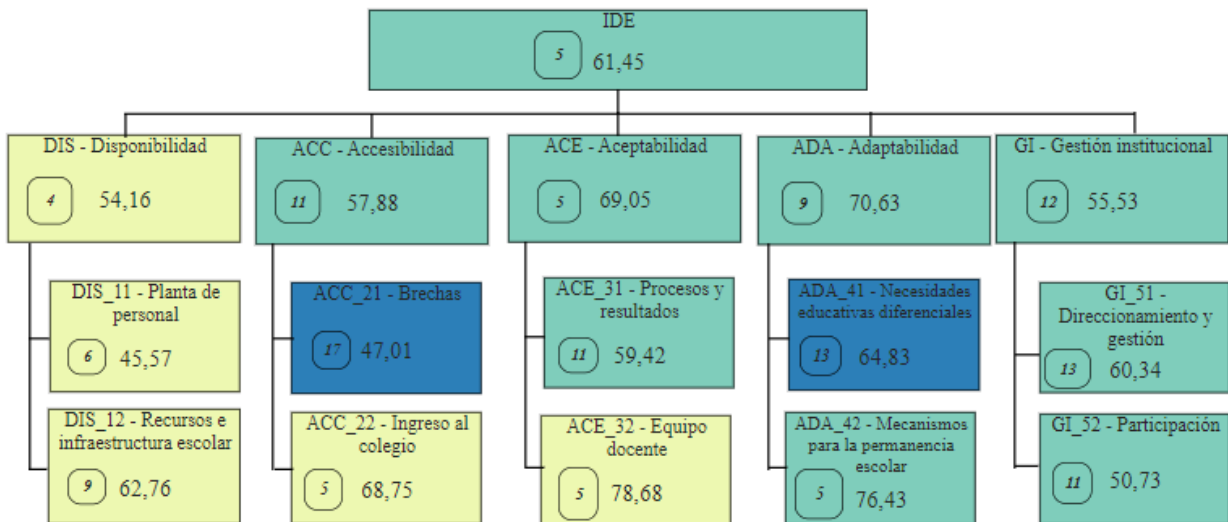 IDE
5 61,45
DIS - Disponibilidad
4 54,16
ACC - Accesibilidad
11 57,88
ACE - Aceptabilidad
5 69,05
ADA - Adaptabilidad
9 70,63
GI - Gestión institucional
12 55,53
DIS_11 - Planta de
personal
6 45,57
ACC_21 - Brechas
17 47,01
ACE_31 - Procesos y
resultados
11 59,42
ADA_41 - Necesidades
educativas diferenciales
13 64,83
GI_51 -
Direccionamiento y
gestión
13 60,34
DIS_12 - Recursos e
infraestructura escolar
9 62,76
ACC_22 - Ingreso al
colegio
5 68,75
ACE_32 - Equipo
docente
5 78,68
ADA_42 - Mecanismos
para la permanencia
escolar
5 76,43
GI_52 - Participación
11 50,73